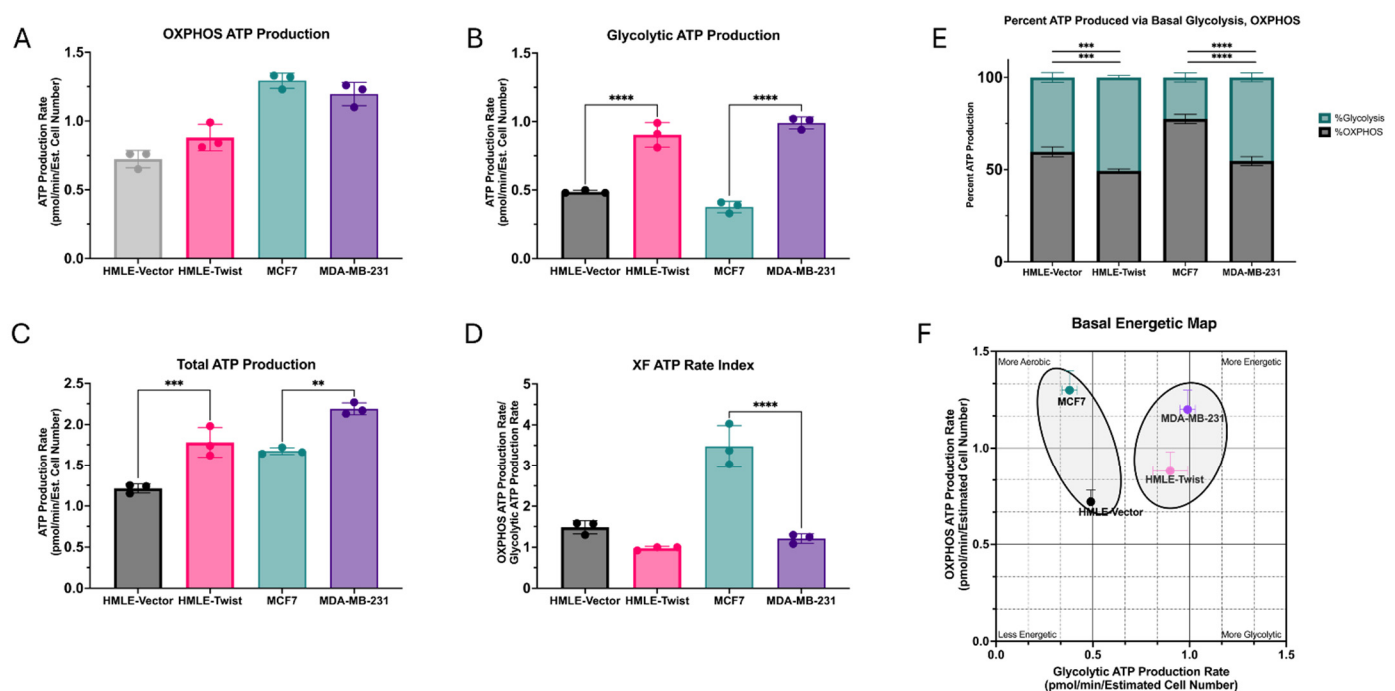 A
OXPHOS ATP Production
ATP Production Rate
(pmol/min/Est. Cell Number)
1.5
1.0
0.5
0.0
HMLE-Vector
HMLE-Twist
MCF7
MDA-MB-231
B
Glycolytic ATP Production
ATP Production Rate
(pmol/min/Est. Cell Number)
1.5
1.0
0.5
0.0
****
****
HMLE-Vector
HMLE-Twist
MCF7
MDA-MB-231
E
Percent ATP Produced via Basal Glycolysis, OXPHOS
Percent ATP Production
100
50
0
***
***
****
****
HMLE-Vector
HMLE-Twist
MCF7
MDA-MB-231
%Glycolysis
%OXPHOS
C
Total ATP Production
ATP Production Rate
(pmol/min/Est. Cell Number)
2.5
2.0
1.5
1.0
0.5
0.0
***
**
HMLE-Vector
HMLE-Twist
MCF7
MDA-MB-231
D
XF ATP Rate Index
OXPHOS ATP Production Rate/
Glycolytic ATP Production Rate
5
4
3
2
1
0
****
HMLE-Vector
HMLE-Twist
MCF7
MDA-MB-231
F
Basal Energetic Map
OXPHOS ATP Production Rate
(pmol/min/Estimated Cell Number)
1.5
1.0
0.5
0.0
More Aerobic
More Energetic
MCF7
MDA-MB-231
HMLE-Twist
HMLE-Vector
Less Energetic
More Glycolytic
0.0
0.5
1.0
1.5
Glycolytic ATP Production Rate
(pmol/min/Estimated Cell Number)